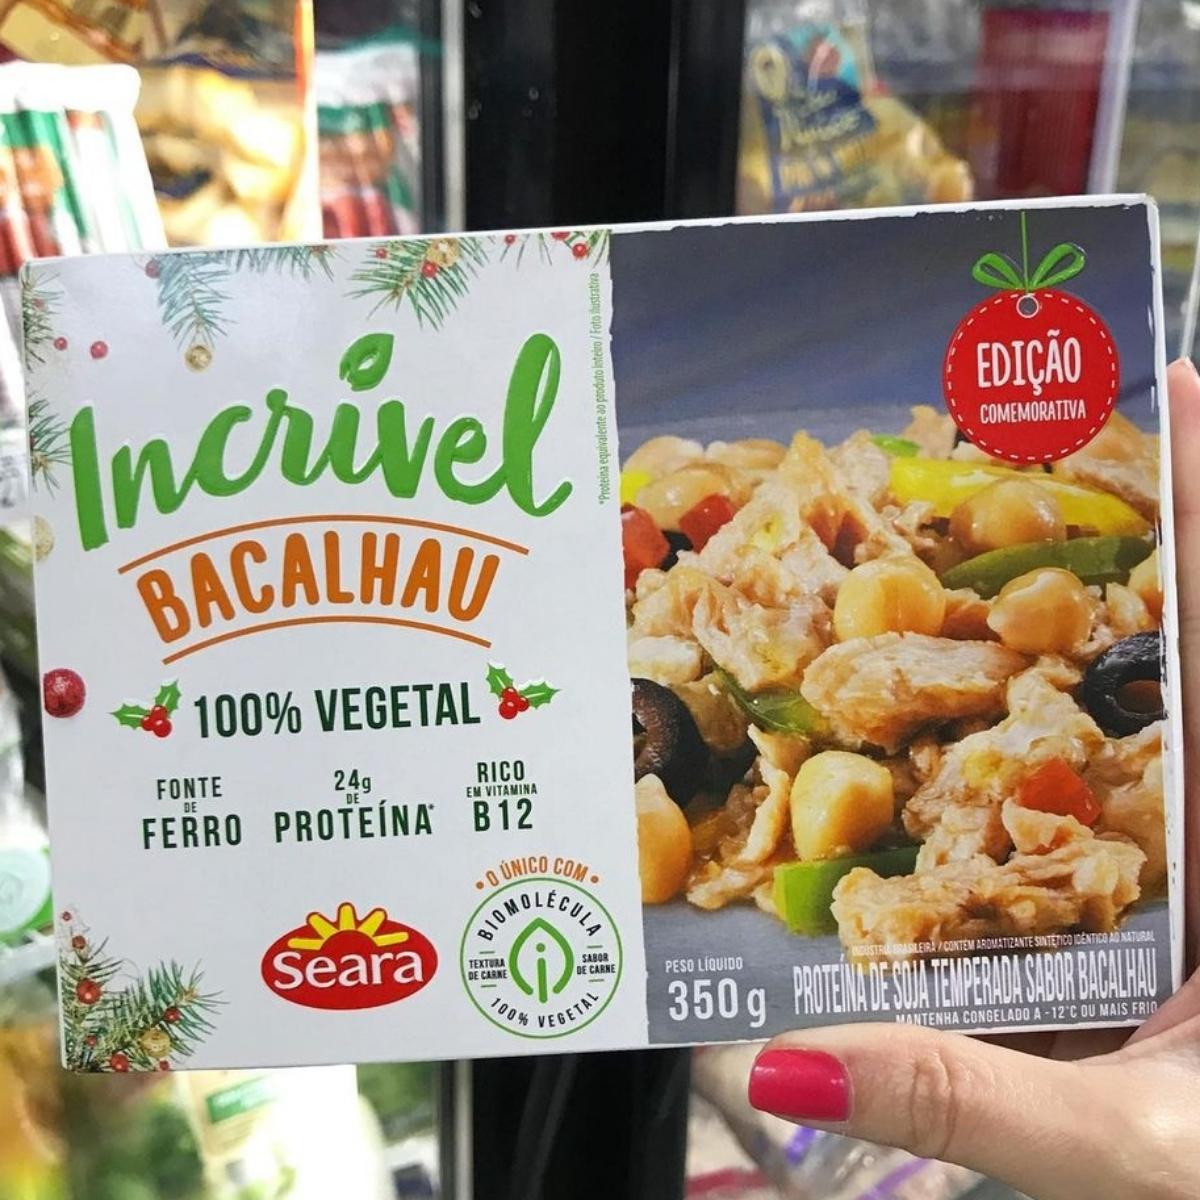 Incrível
BACALHAU
100% VEGETAL
FONTE
DE
FERRO
24g
DE
PROTEÍNA*
RICO
EM VITAMINA
B12
Seara
• O ÚNICO COM •
BIOMOLÉCULA
TEXTURA
DE CARNE
SABOR
DE CARNE
100% VEGETAL
*Proteína equivalente ao produto inteiro / Foto ilustrativa
EDIÇÃO
COMEMORATIVA
INDÚSTRIA BRASILEIRA / CONTÉM AROMATIZANTE SINTÉTICO IDÊNTICO AO NATURAL
PESO LÍQUIDO
350 g
PROTEÍNA DE SOJA TEMPERADA SABOR BACALHAU
MANTENHA CONGELADO A -12°C OU MAIS FRIO